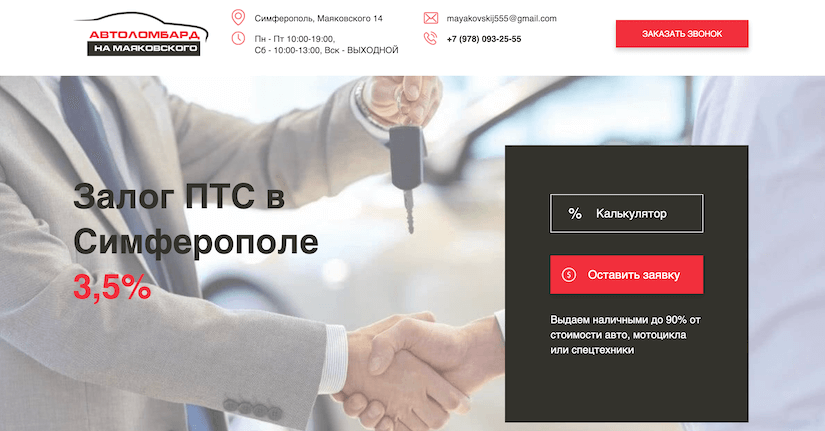 АВТОЛОМБАРД
НА МАЯКОВСКОГО
Симферополь, Маяковского 14
Пн - Пт 10:00-19:00,
Сб - 10:00-13:00, Вск - ВЫХОДНОЙ
mayakovskij555@gmail.com
+7 (978) 093-25-55
ЗАКАЗАТЬ ЗВОНОК
Залог ПТС в
Симферополе
3,5%
% Калькулятор
Оставить заявку
Выдаем наличными до 90% от
стоимости авто, мотоцикла
или спецтехники